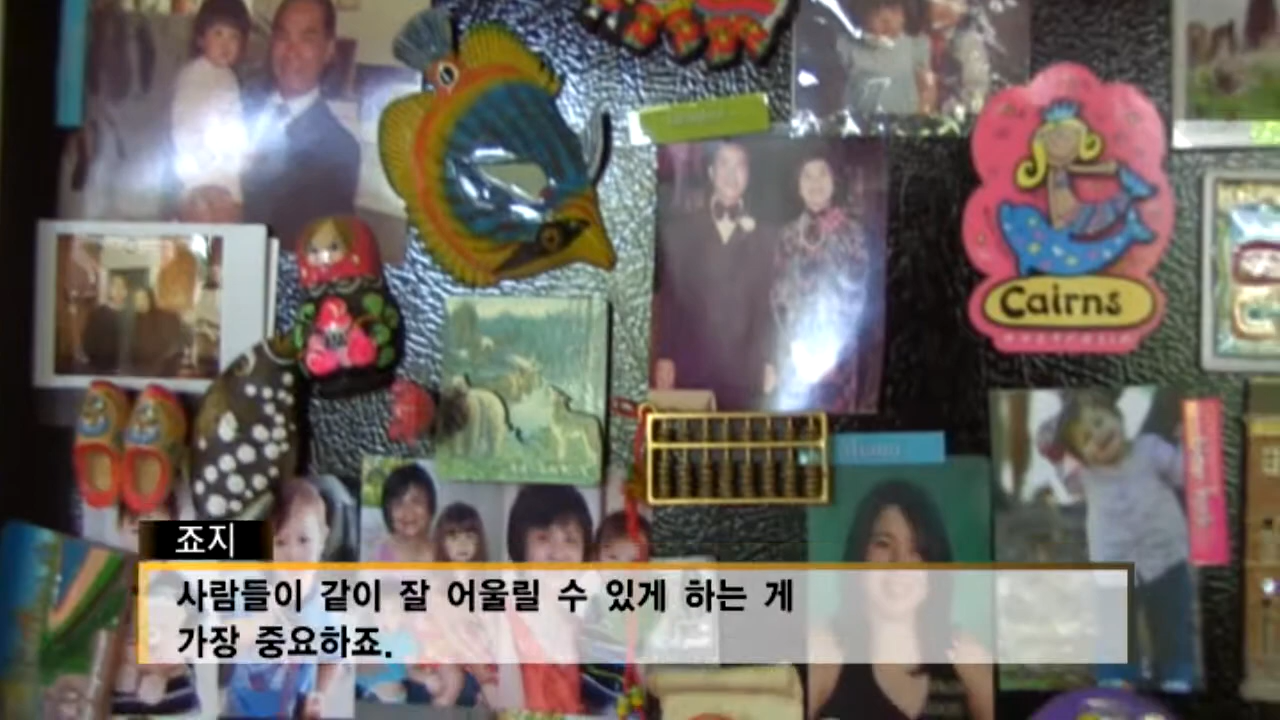 Cairns
죠지
사람들이 같이 잘 어울릴 수 있게 하는 게
가장 중요하죠.